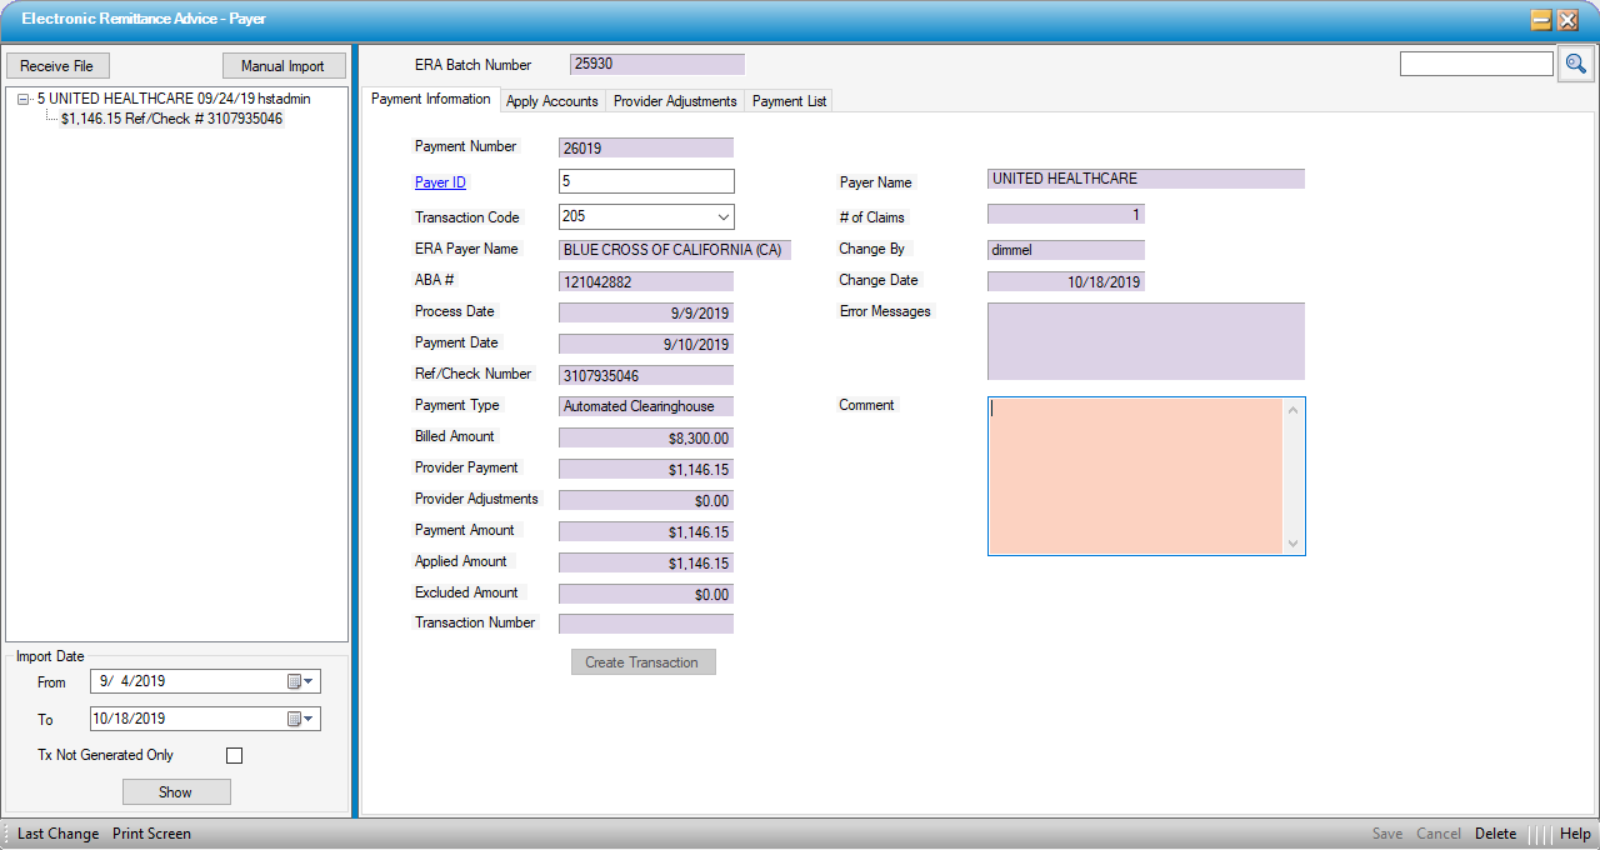 Electronic Remittance Advice - Payer
Receive File
Manual Import
5 UNITED HEALTHCARE 09/24/19 hstadmin
$1,146.15 Ref/Check # 3107935046
Import Date
From 9/ 4/2019
To 10/18/2019
Tx Not Generated Only
Show
ERA Batch Number 25930
Payment Information Apply Accounts Provider Adjustments Payment List
Payment Number 26019
Payer ID 5
Transaction Code 205
ERA Payer Name BLUE CROSS OF CALIFORNIA (CA)
ABA # 121042882
Process Date 9/9/2019
Payment Date 9/10/2019
Ref/Check Number 3107935046
Payment Type Automated Clearinghouse
Billed Amount $8,300.00
Provider Payment $1,146.15
Provider Adjustments $0.00
Payment Amount $1,146.15
Applied Amount $1,146.15
Excluded Amount $0.00
Transaction Number
Create Transaction
Payer Name UNITED HEALTHCARE
# of Claims 1
Change By dimmel
Change Date 10/18/2019
Error Messages
Comment
Last Change Print Screen
Save Cancel Delete Help